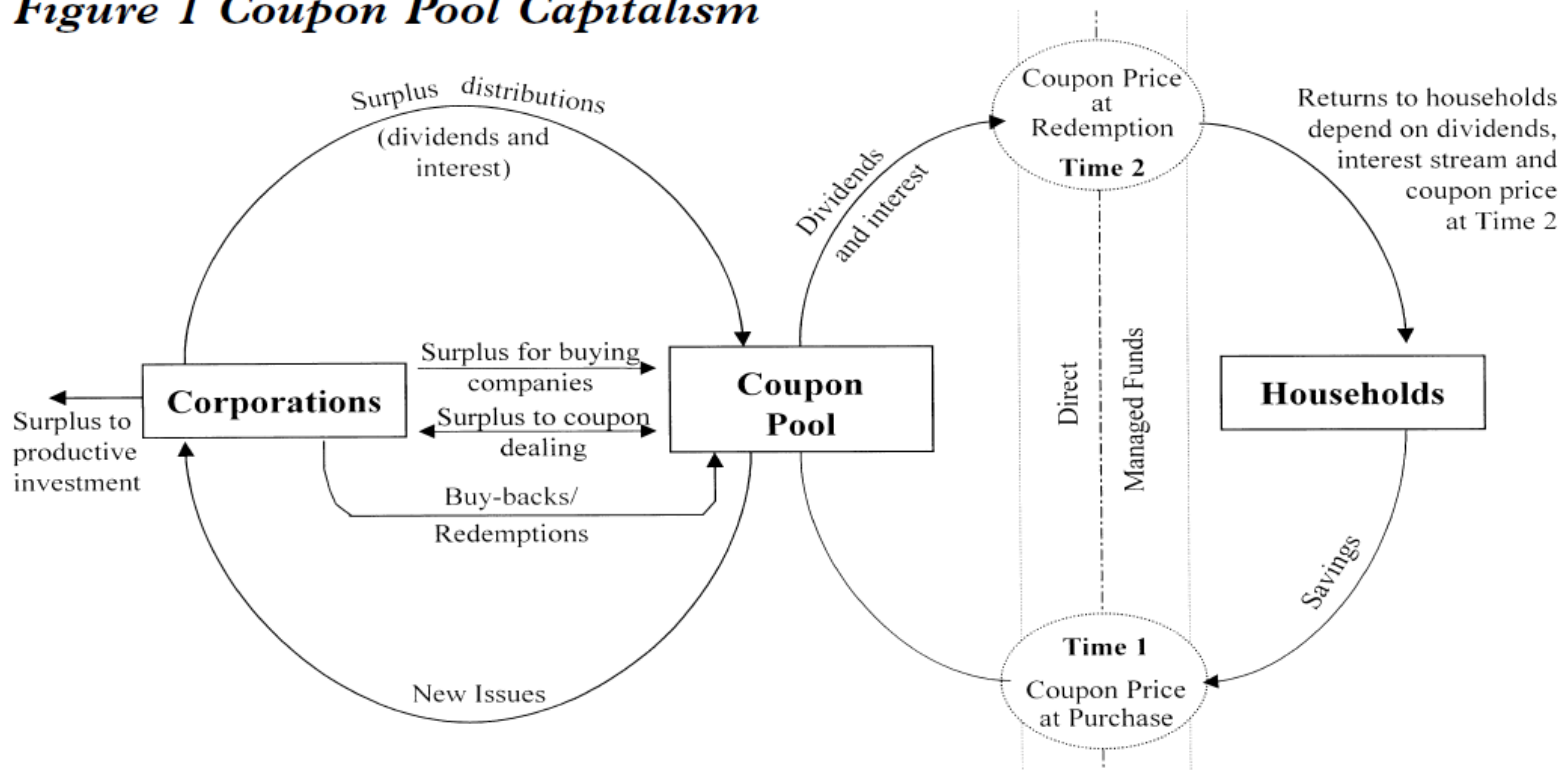 Figure 1 Coupon Pool Capitalism
Surplus distributions
(dividends and
interest)
Surplus for buying
companies
Surplus to coupon
dealing
Buy-backs/
Redemptions
New Issues
Corporations
Surplus to
productive
investment
Coupon
Pool
Dividends
and interest
Coupon Price
at
Redemption
Time 2
Direct
Managed Funds
Time 1
Coupon Price
at Purchase
Returns to households
depend on dividends,
interest stream and
coupon price
at Time 2
Households
Savings